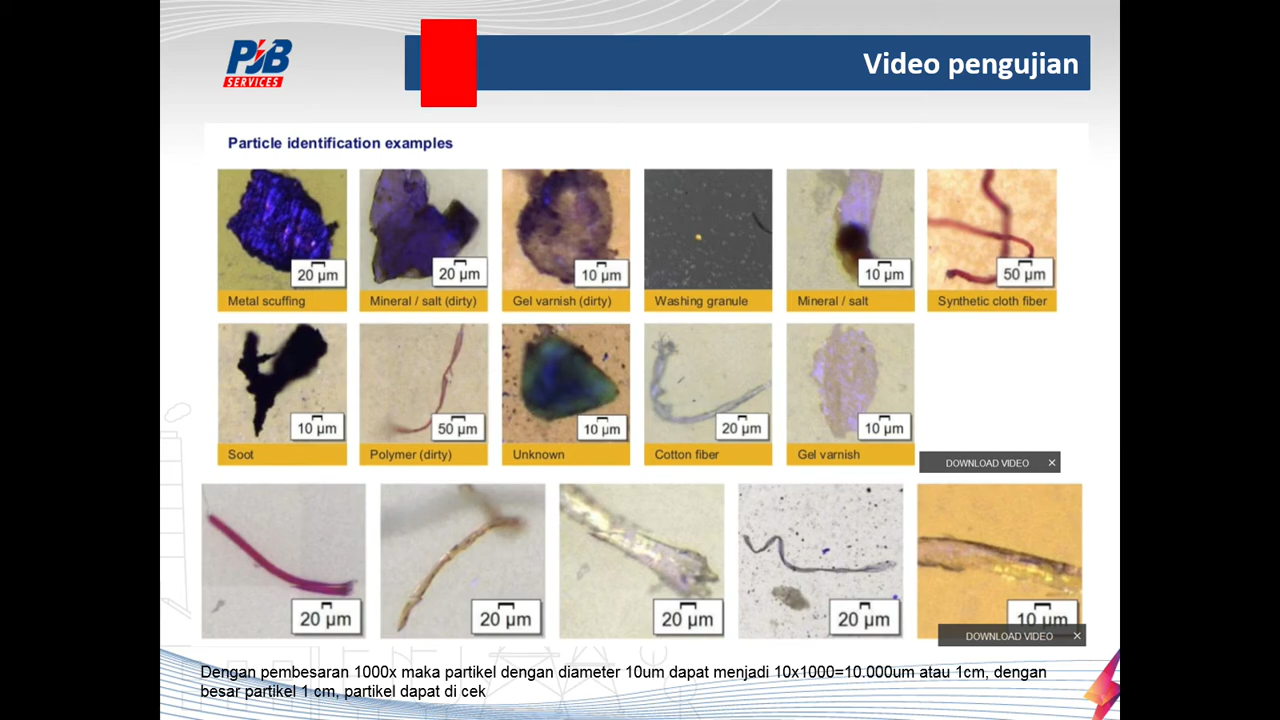 PJB
SERVICES
Video pengujian
Particle identification examples
20 µm
20 µm
10 µm
10 µm
50 µm
Metal scuffing
Mineral / salt (dirty)
Gel varnish (dirty)
Washing granule
Mineral / salt
Synthetic cloth fiber
10 µm
50 µm
10 µm
20 µm
10 µm
Soot
Polymer (dirty)
Unknown
Cotton fiber
Gel varnish
DOWNLOAD VIDEO ×
20 µm
20 µm
20 µm
20 µm
10 µm
DOWNLOAD VIDEO ×
Dengan pembesaran 1000x maka partikel dengan diameter 10um dapat menjadi 10x1000=10.000um atau 1cm, dengan
besar partikel 1 cm, partikel dapat di cek